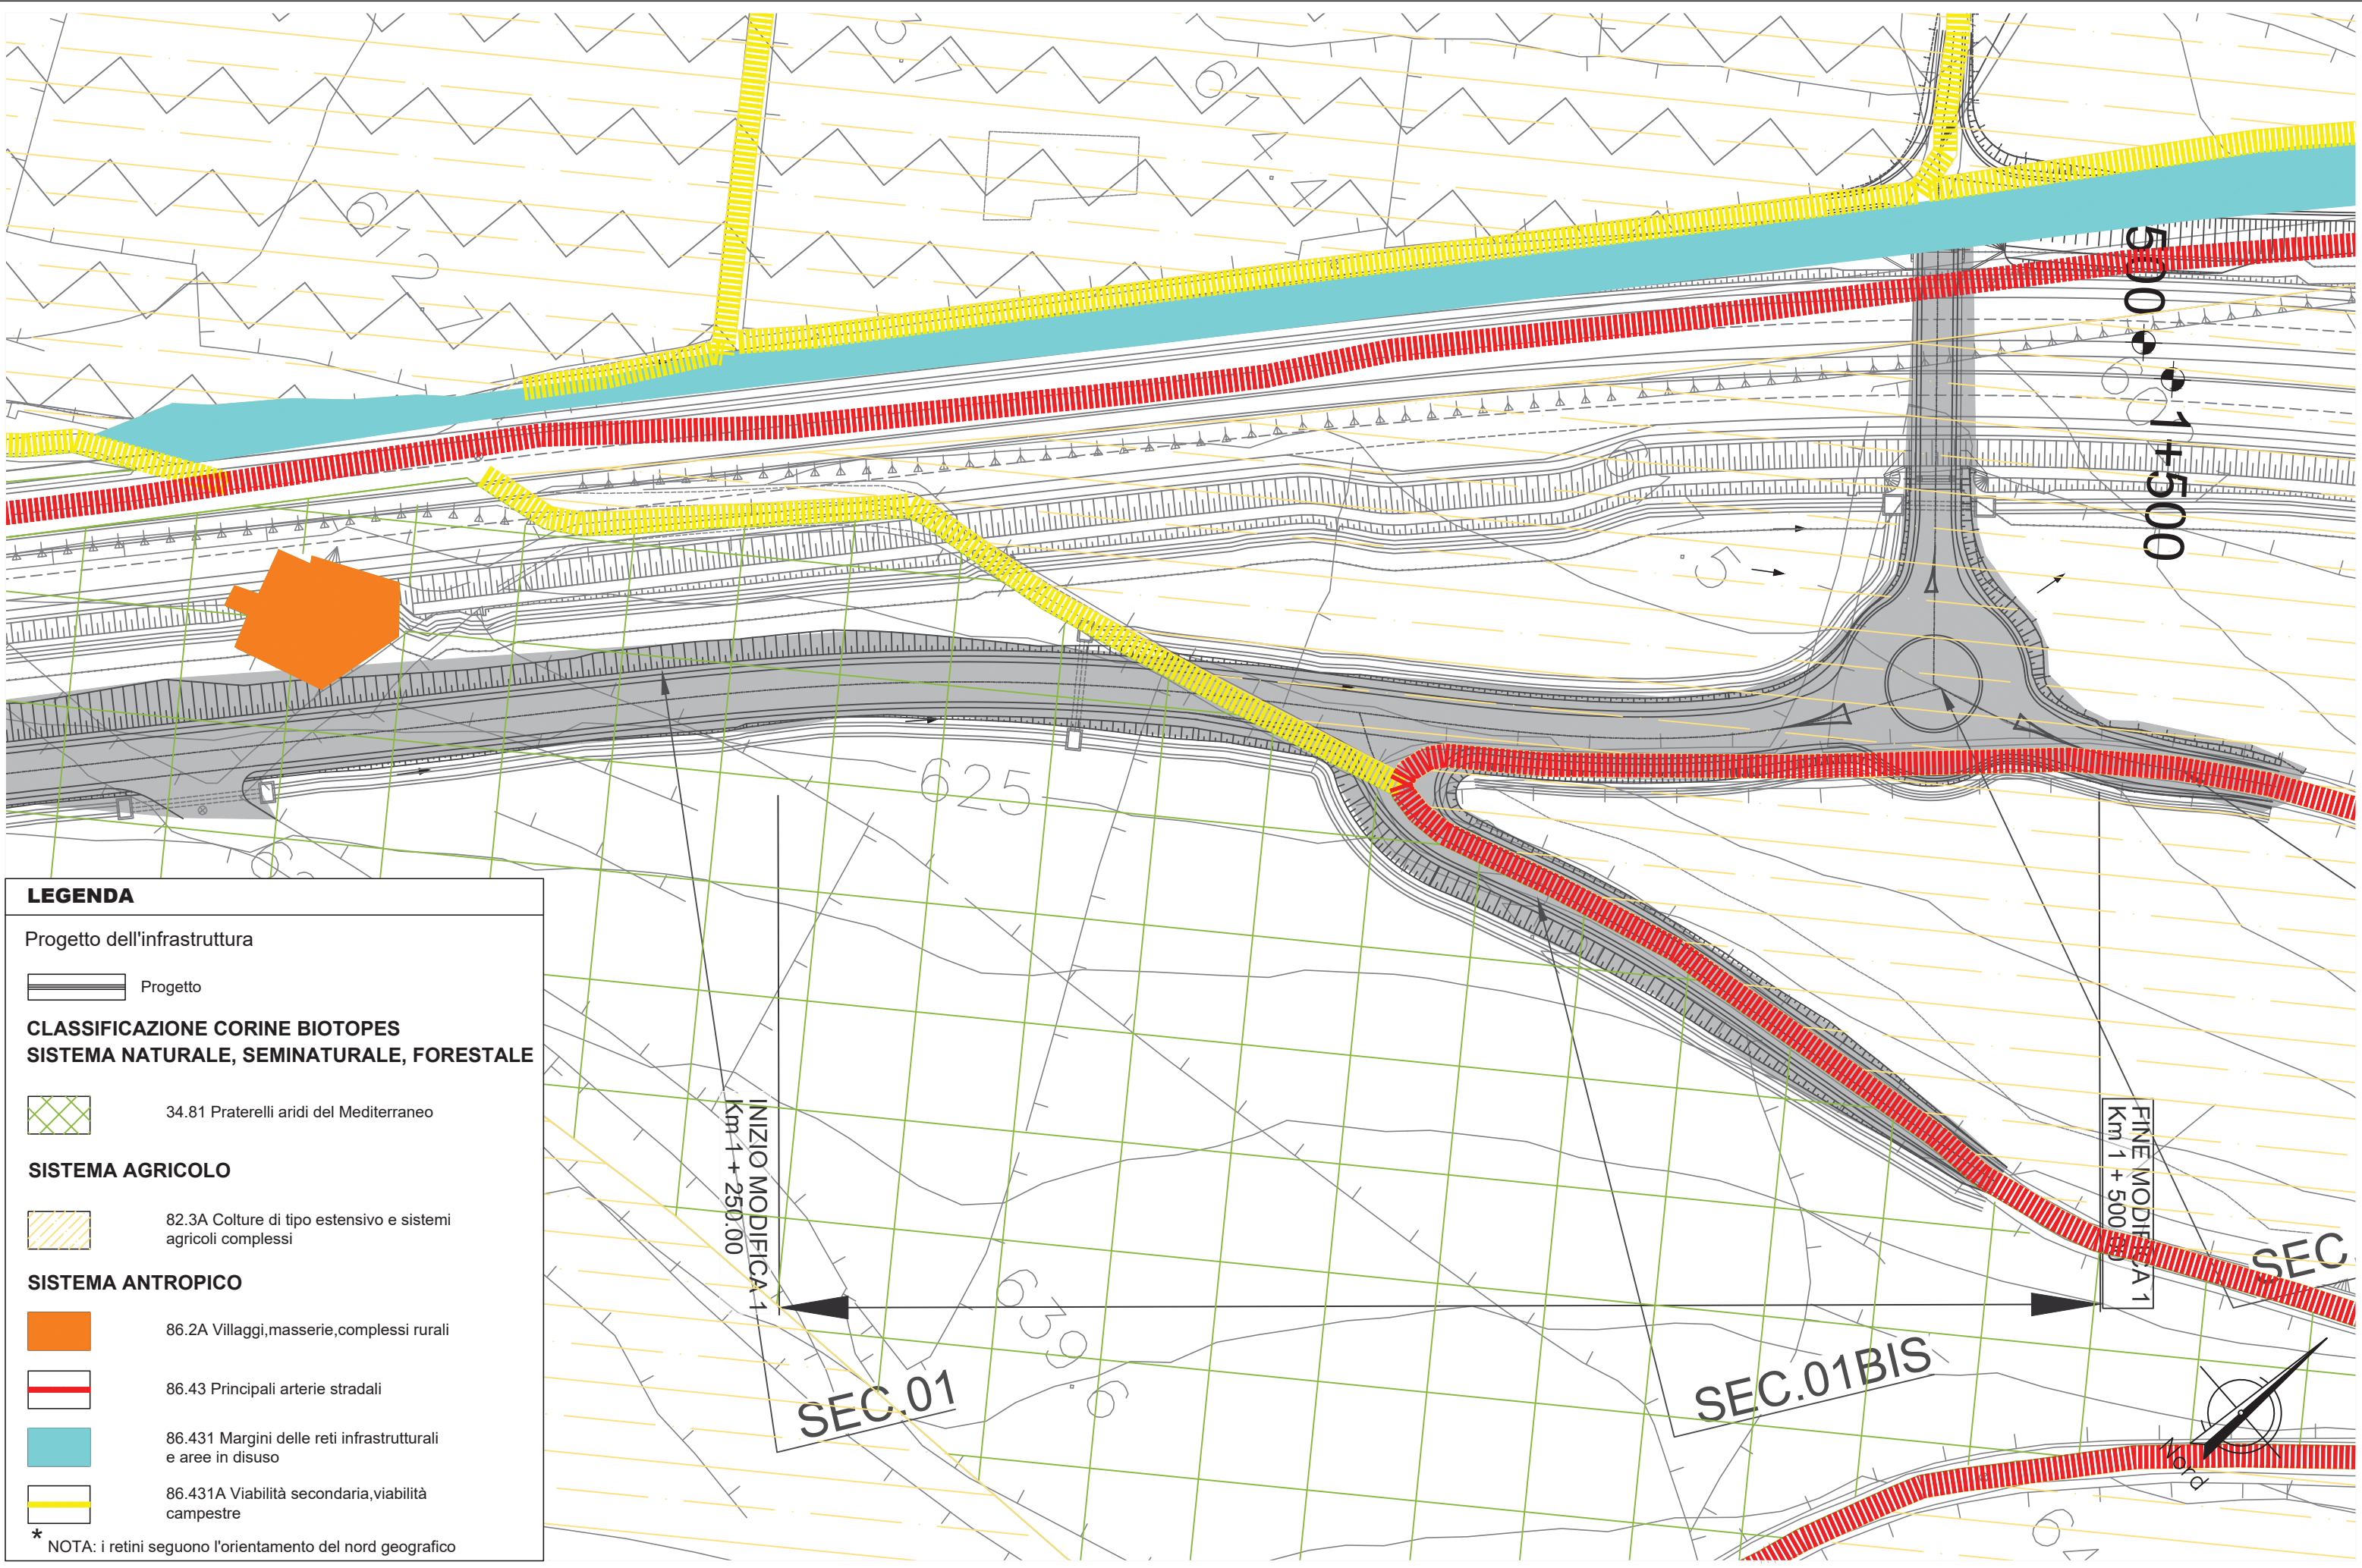 500
1+500
625
639
.6
.5
INIZIO MODIFICA 1
Km 1 + 250.00
FINE MODIFICA 1
SEC.01
SEC.01BIS
SEC.
Nord
LEGENDA
Progetto dell'infrastruttura
Progetto
CLASSIFICAZIONE CORINE BIOTOPES
SISTEMA NATURALE, SEMINATURALE, FORESTALE
34.81 Praterelli aridi del Mediterraneo
SISTEMA AGRICOLO
82.3A Colture di tipo estensivo e sistemi
agricoli complessi
SISTEMA ANTROPICO
86.2A Villaggi,masserie,complessi rurali
86.43 Principali arterie stradali
86.431 Margini delle reti infrastrutturali
e aree in disuso
86.431A Viabilità secondaria,viabilità
campestre
* NOTA: i retini seguono l'orientamento del nord geografico